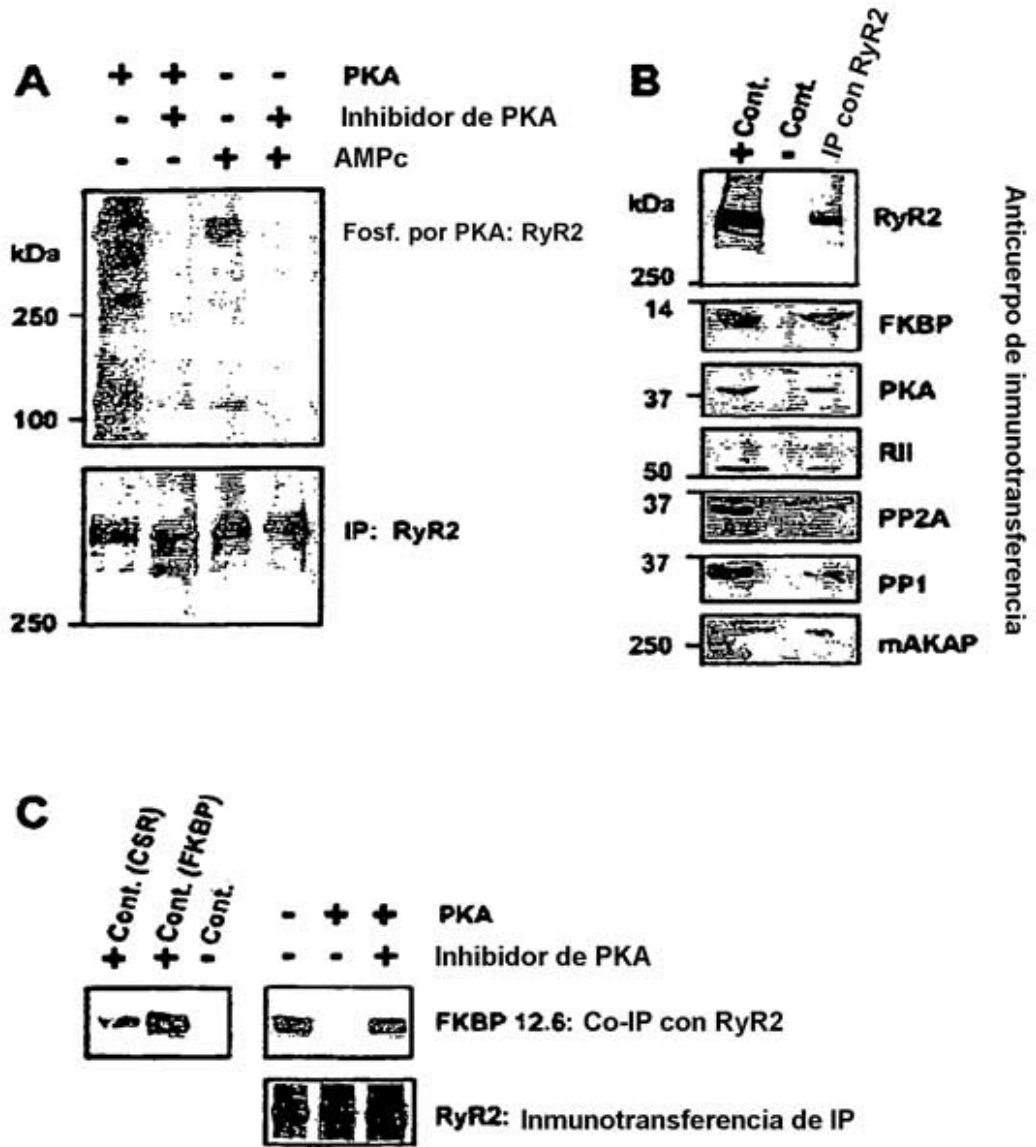 A
+ + - - PKA
- + - + Inhibidor de PKA
- - + + AMPc
kDa
Fosf. por PKA: RyR2
250
100
IP: RyR2
250
B
+ Cont.
- Cont.
IP con RyR2
kDa
RyR2
250
14
FKBP
37
PKA
50
RII
37
PP2A
37
PP1
250
mAKAP
Anticuerpo de inmunotransferencia
C
+ Cont. (CSR)
+ Cont. (FKBP)
- Cont.
- + + PKA
- - + Inhibidor de PKA
FKBP 12.6: Co-IP con RyR2
RyR2: Inmunotransferencia de IP